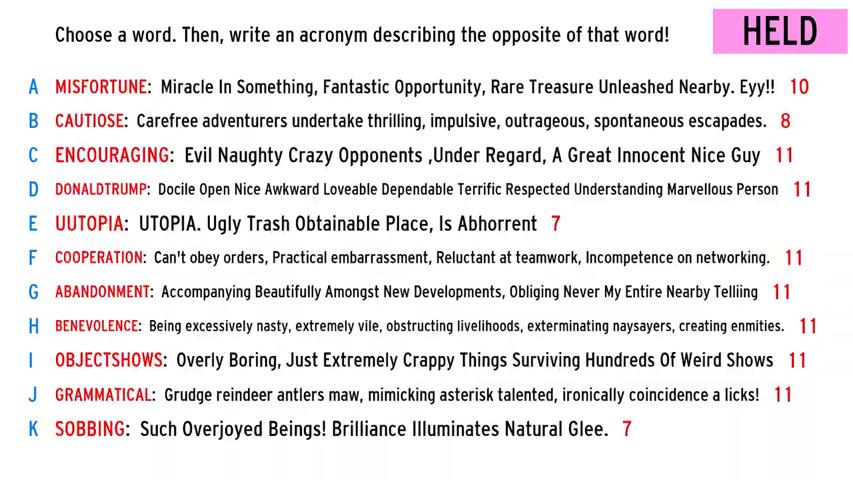 Choose a word. Then, write an acronym describing the opposite of that word!
HELD
A MISFORTUNE: Miracle In Something, Fantastic Opportunity, Rare Treasure Unleashed Nearby. Eyy!! 10
B CAUTIOSE: Carefree adventurers undertake thrilling, impulsive, outrageous, spontaneous escapades. 8
C ENCOURAGING: Evil Naughty Crazy Opponents ,Under Regard, A Great Innocent Nice Guy 11
D DONALDTRUMP: Docile Open Nice Awkward Loveable Dependable Terrific Respected Understanding Marvellous Person 11
E UUTOPIA: UTOPIA. Ugly Trash Obtainable Place, Is Abhorrent 7
F COOPERATION: Can't obey orders, Practical embarrassment, Reluctant at teamwork, Incompetence on networking. 11
G ABANDONMENT: Accompanying Beautifully Amongst New Developments, Obliging Never My Entire Nearby Telliing 11
H BENEVOLENCE: Being excessively nasty, extremely vile, obstructing livelihoods, exterminating naysayers, creating enmities. 11
I OBJECTSHOWS: Overly Boring, Just Extremely Crappy Things Surviving Hundreds Of Weird Shows 11
J GRAMMATICAL: Grudge reindeer antlers maw, mimicking asterisk talented, ironically coincidence a licks! 11
K SOBBING: Such Overjoyed Beings! Brilliance Illuminates Natural Glee. 7